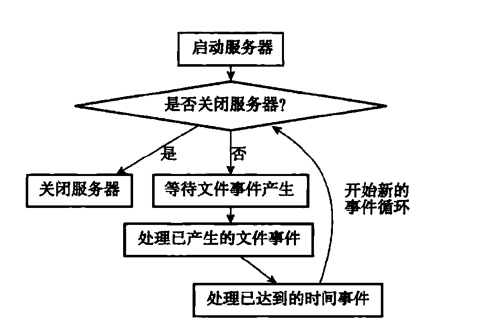 启动服务器
是否关闭服务器?
是
否
关闭服务器
等待文件事件产生
开始新的
事件循环
处理已产生的文件事件
处理已达到的时间事件